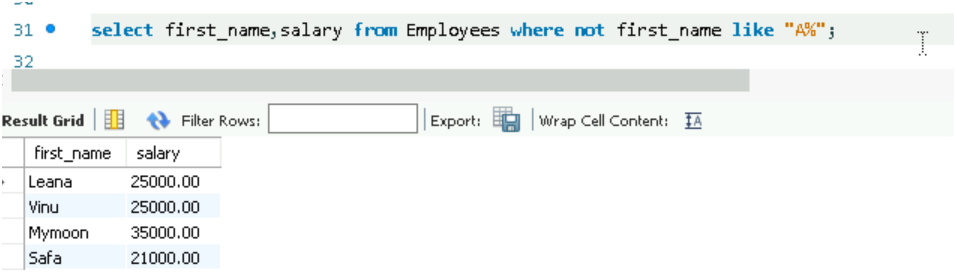 31 select first_name,salary from Employees where not first_name like "A%";
32
Result Grid Filter Rows: Export: Wrap Cell Content:
first_name salary
Leana 25000.00
Vinu 25000.00
Mymoon 35000.00
Safa 21000.00